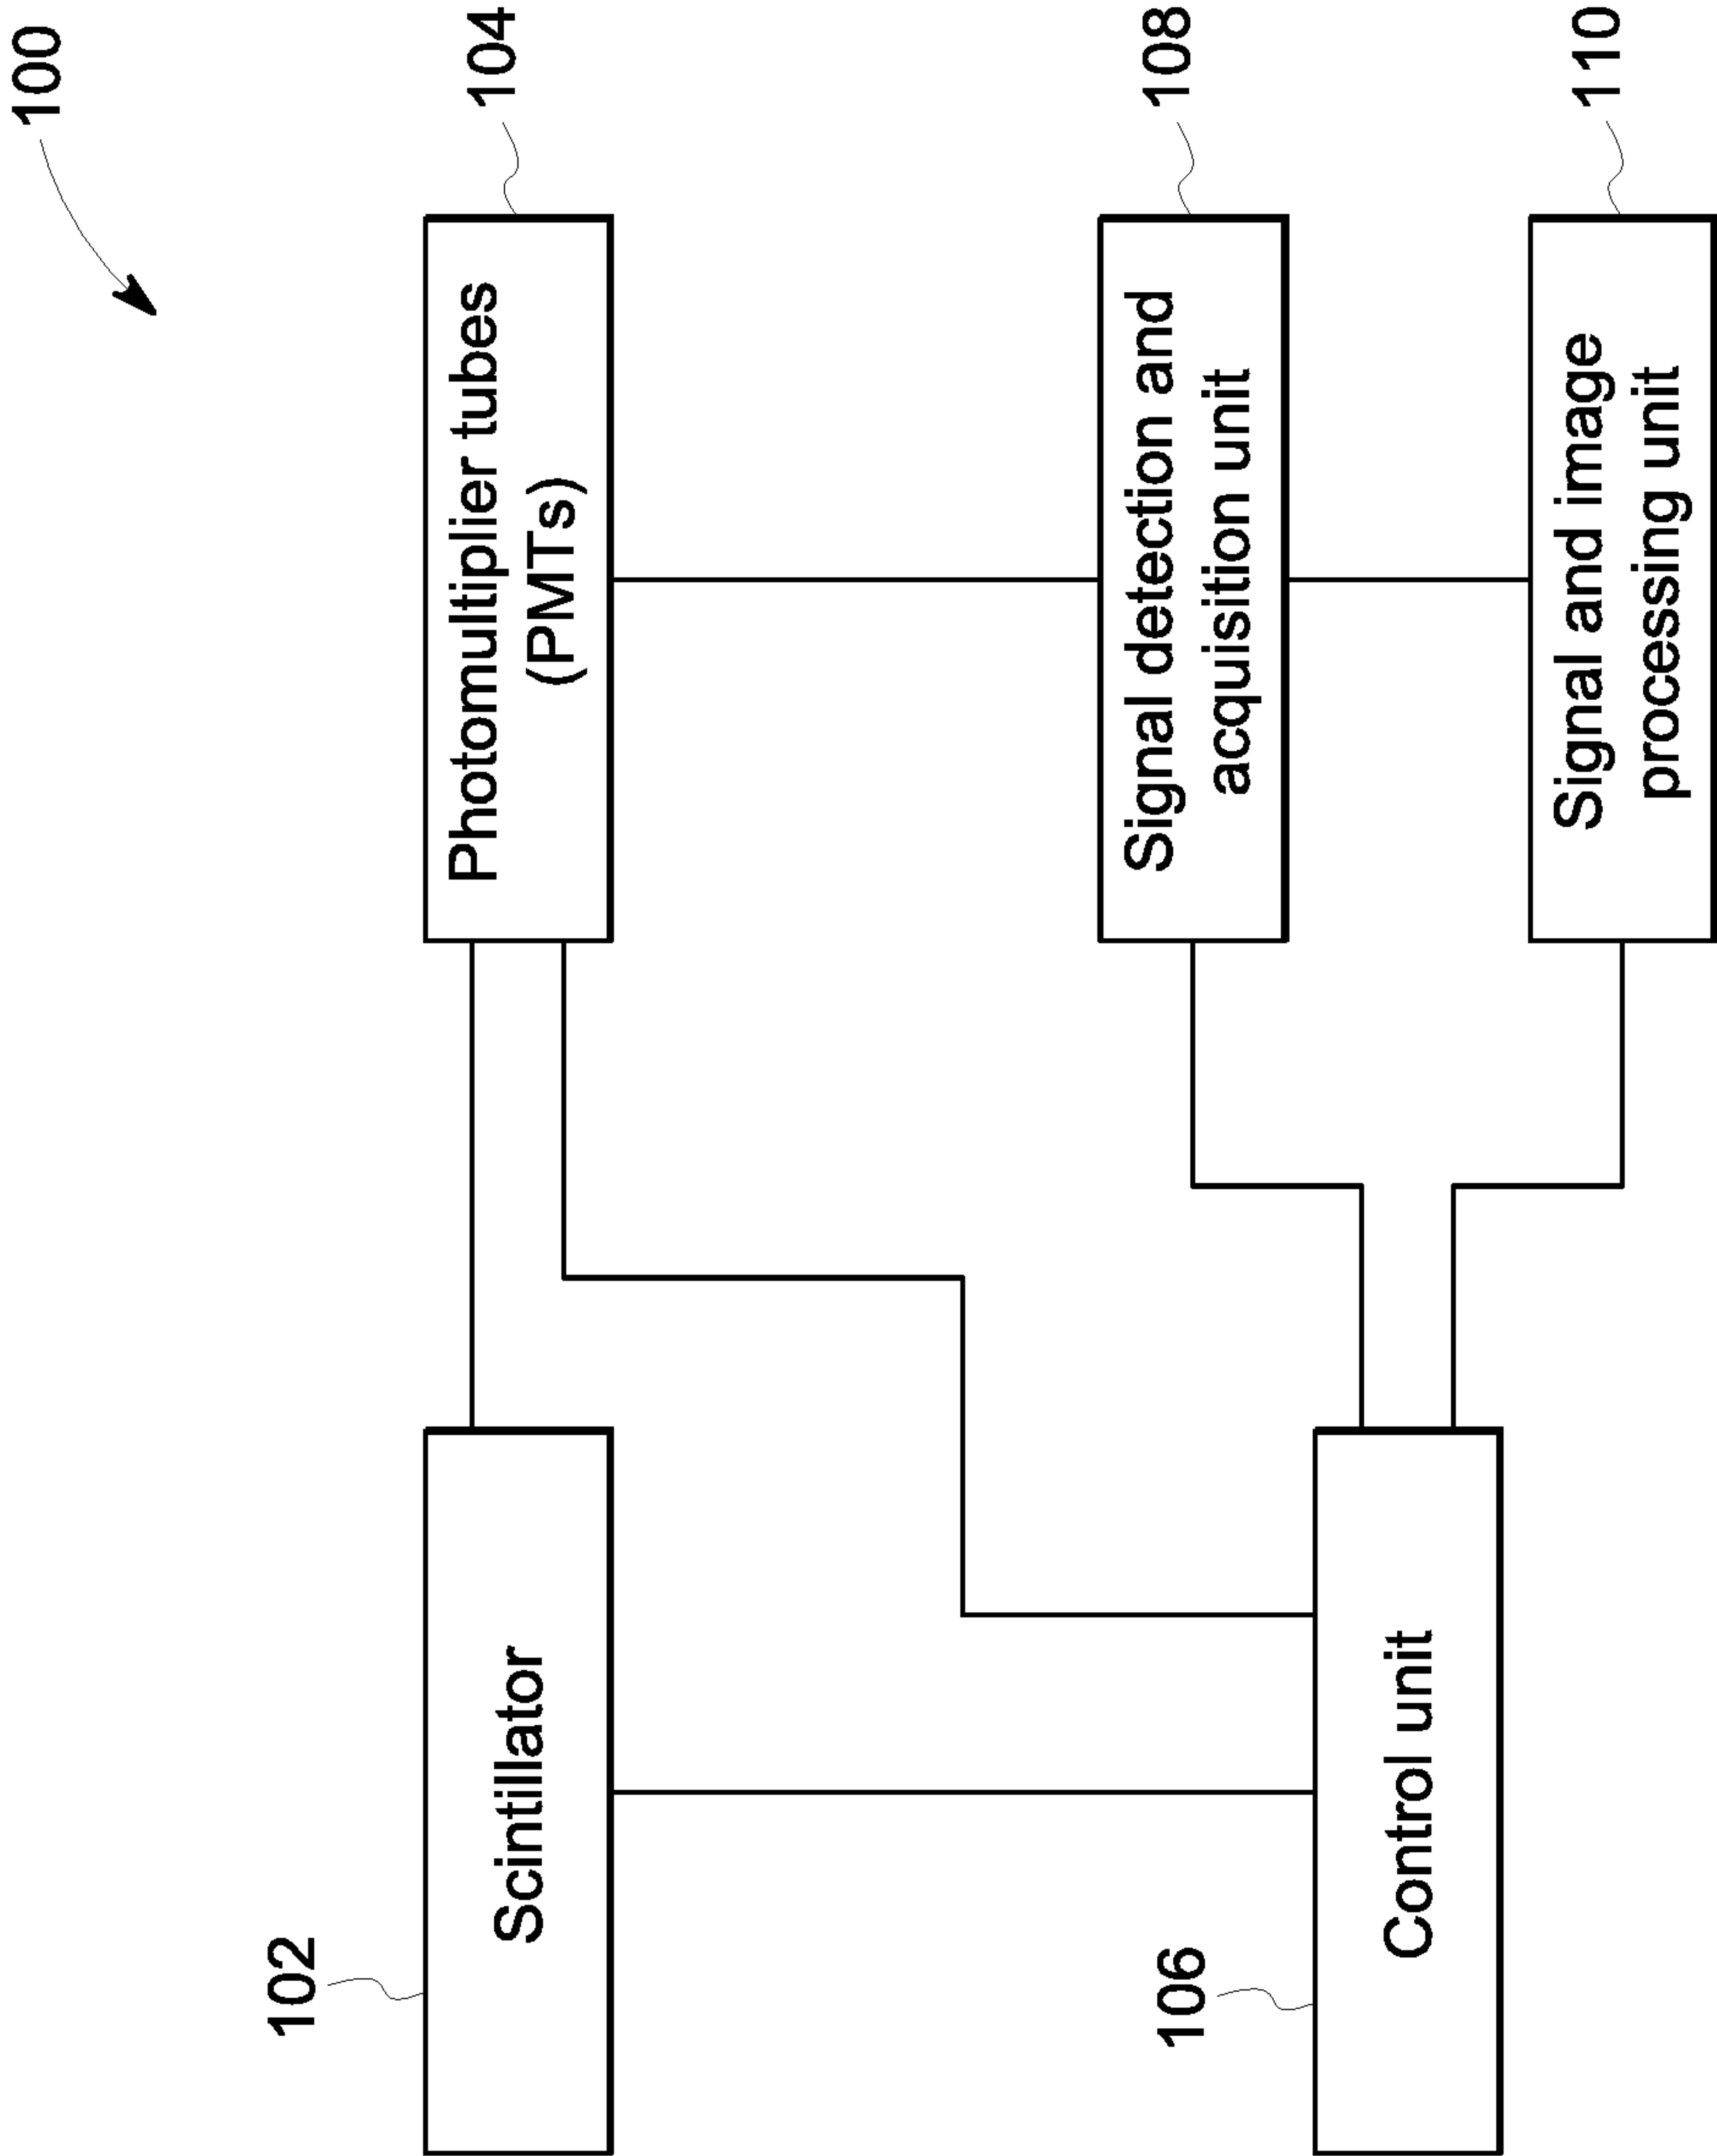 100
102
Scintillator
104
Photomultiplier tubes
(PMTs)
106
Control unit
108
Signal detection and
acquisition unit
110
Signal and image
processing unit